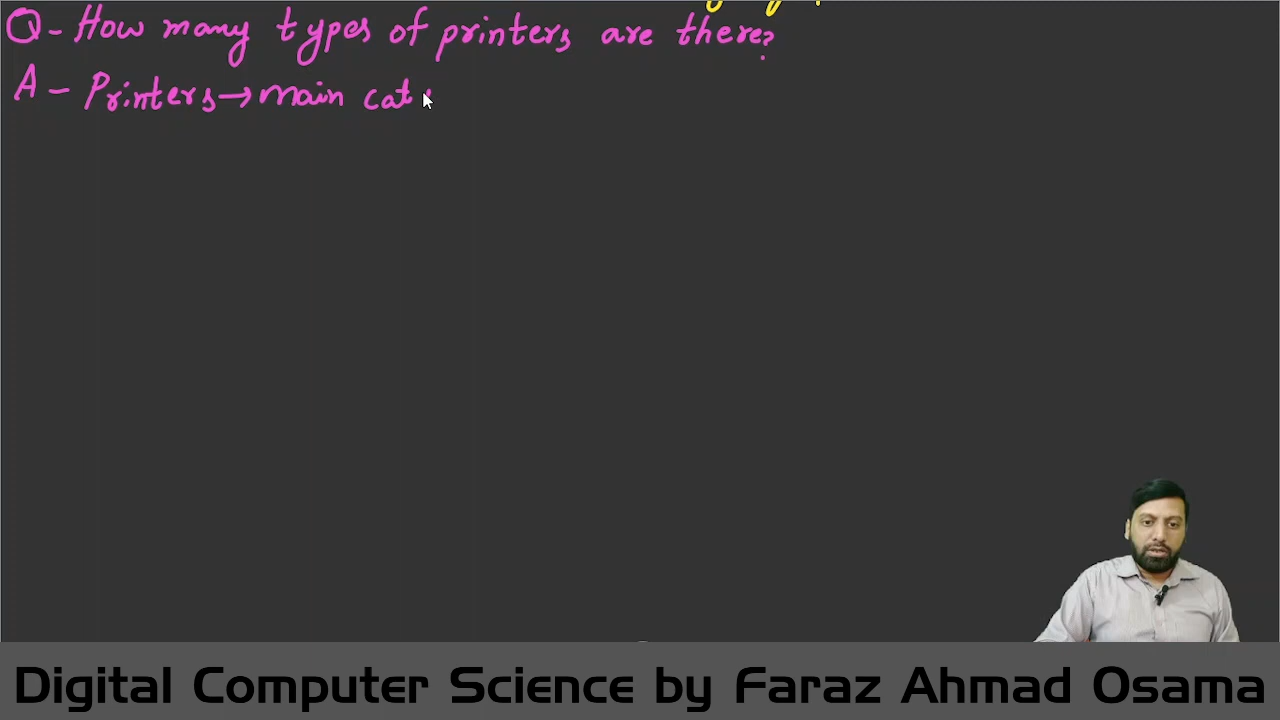 Q - How many types of printers are there?
A - Printers → main cat
Digital Computer Science by Faraz Ahmad Osama